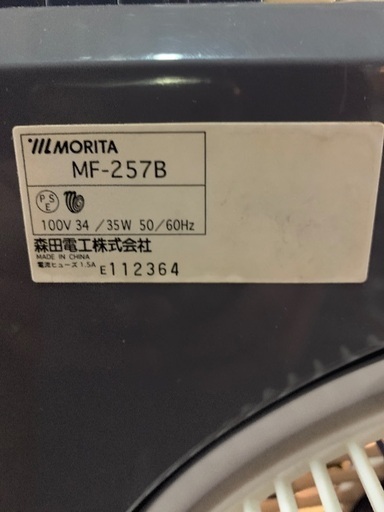 MORITA
MF-257B
PS
E
100V 34 /35W 50/60Hz
森田電工株式会社
MADE IN CHINA
電流ヒューズ 1.5A E112364